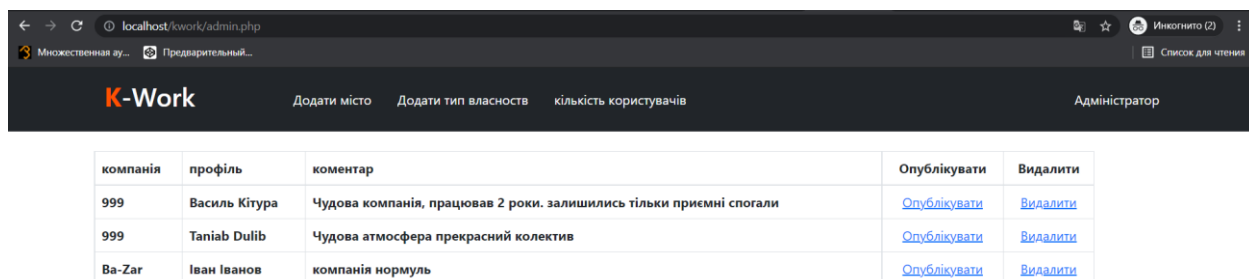 localhost/kwork/admin.php Инкогнито (2)
Множественная ау... Предварительный... Список для чтения
K-Work Додати місто Додати тип власноств кількість користувачів Адміністратор
компанія профіль коментар Опублікувати Видалити
999 Василь Кітура Чудова компанія, працював 2 роки. залишились тільки приємні спогали Опублікувати Видалити
999 Taniab Dulib Чудова атмосфера прекрасний колектив Опублікувати Видалити
Ba-Zar Іван Іванов компанія нормуль Опублікувати Видалити